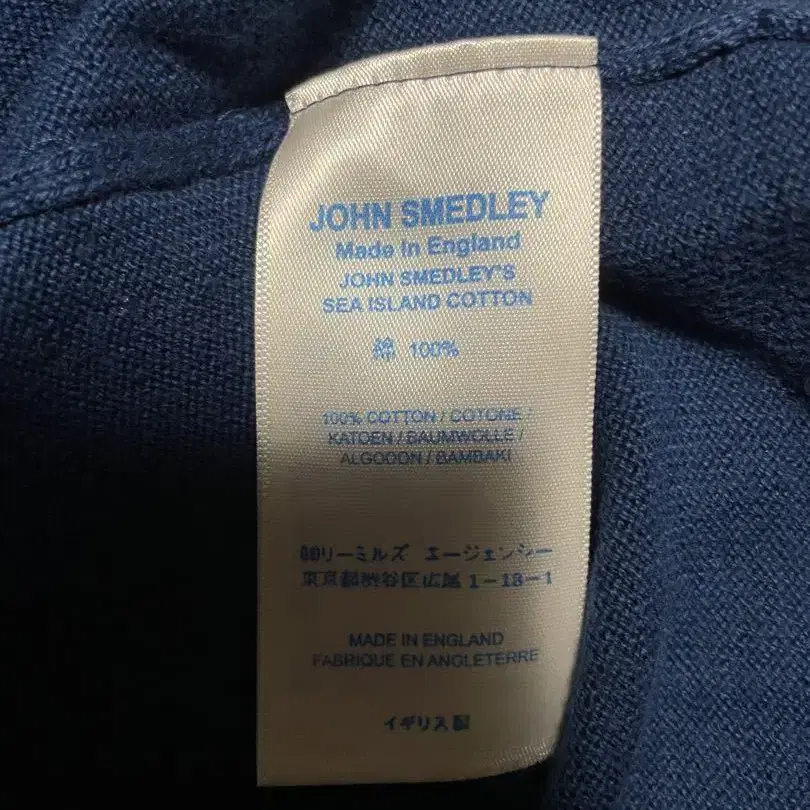 JOHN SMEDLEY
Made in England
JOHN SMEDLEY'S
SEA ISLAND COTTON
綿 100%
100% COTTON / COTONE /
KATOEN / BAUMWOLLE /
ALGODON / BAMBAKI
㈱リーミルズ エージェンシー
東京都渋谷区広尾 1-18-1
MADE IN ENGLAND
FABRIQUE EN ANGLETERRE
イギリス製